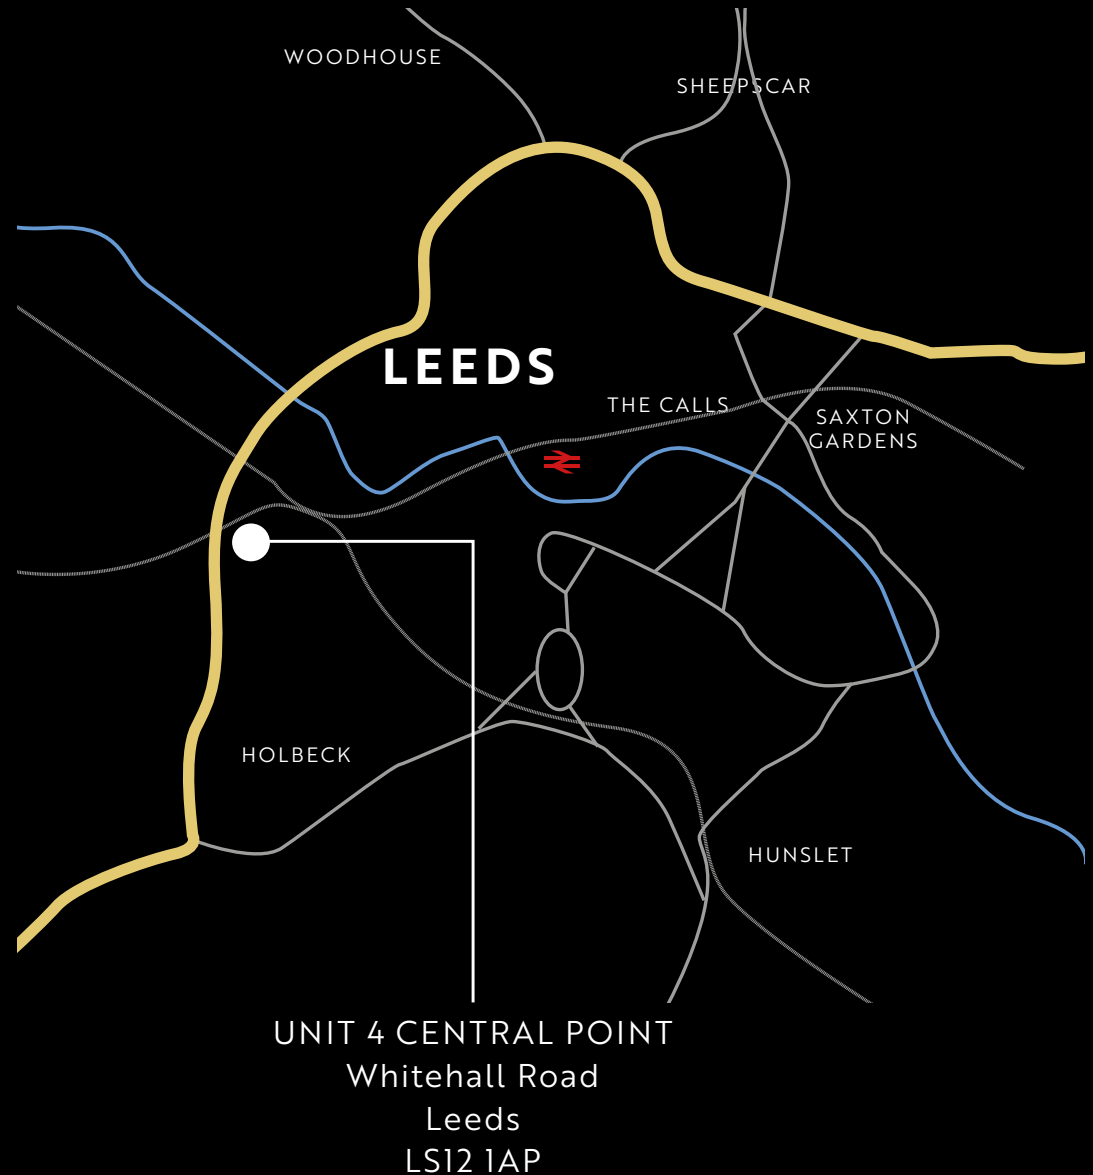 WOODHOUSE
SHEEPSCAR
LEEDS
THE CALLS
SAXTON
GARDENS
HOLBECK
HUNSLET
UNIT 4 CENTRAL POINT
Whitehall Road
Leeds
LS12 1AP